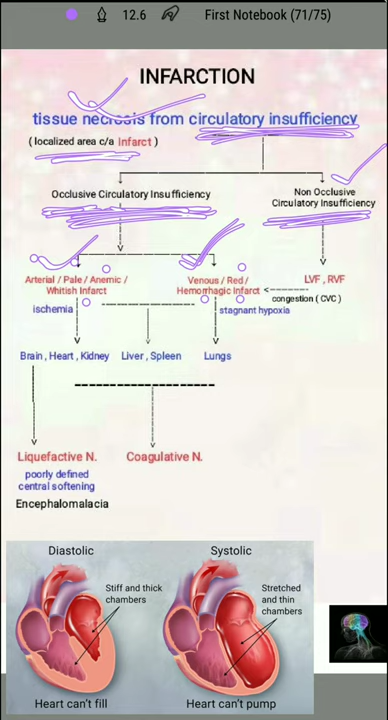 12.6 First Notebook (71/75)
INFARCTION
tissue necrosis from circulatory insufficiency
( localized area c/a Infarct )
Occlusive Circulatory Insufficiency
Non Occlusive
Circulatory Insufficiency
Arterial / Pale / Anemic /
Whitish Infarct
Venous / Red /
Hemorrhagic Infarct
LVF , RVF
congestion ( CVC )
ischemia
stagnant hypoxia
Brain , Heart , Kidney
Liver , Spleen
Lungs
Liquefactive N.
Coagulative N.
poorly defined
central softening
Encephalomalacia
Diastolic
Systolic
Stiff and thick
chambers
Stretched
and thin
chambers
Heart can't fill
Heart can't pump